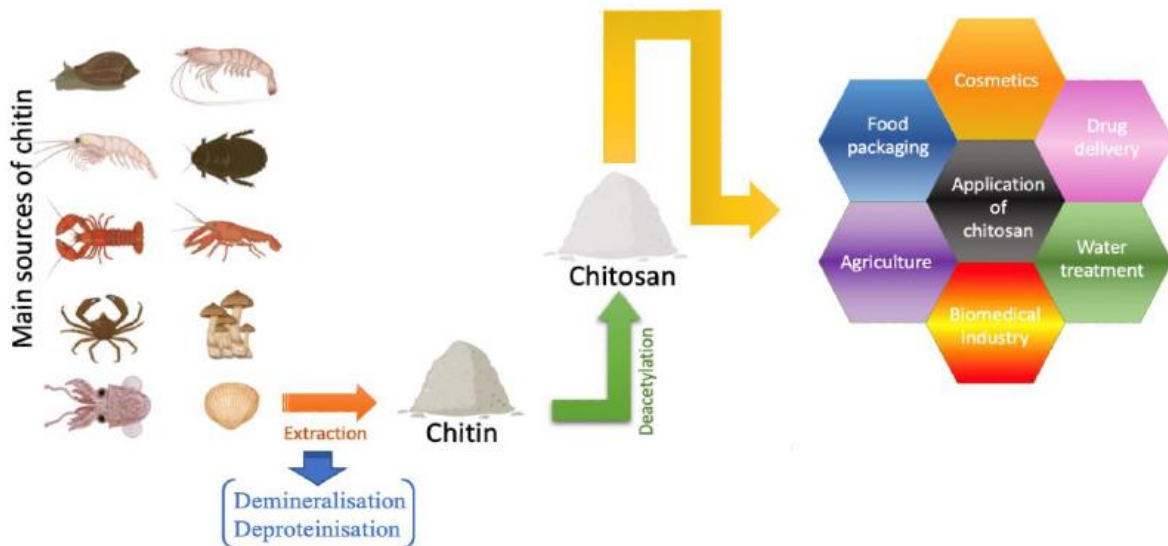 Main sources of chitin
Extraction
Demineralisation
Deproteinisation
Chitin
Deacetylation
Chitosan
Cosmetics
Food
packaging
Drug
delivery
Application
of
chitosan
Agriculture
Water
treatment
Biomedical
industry